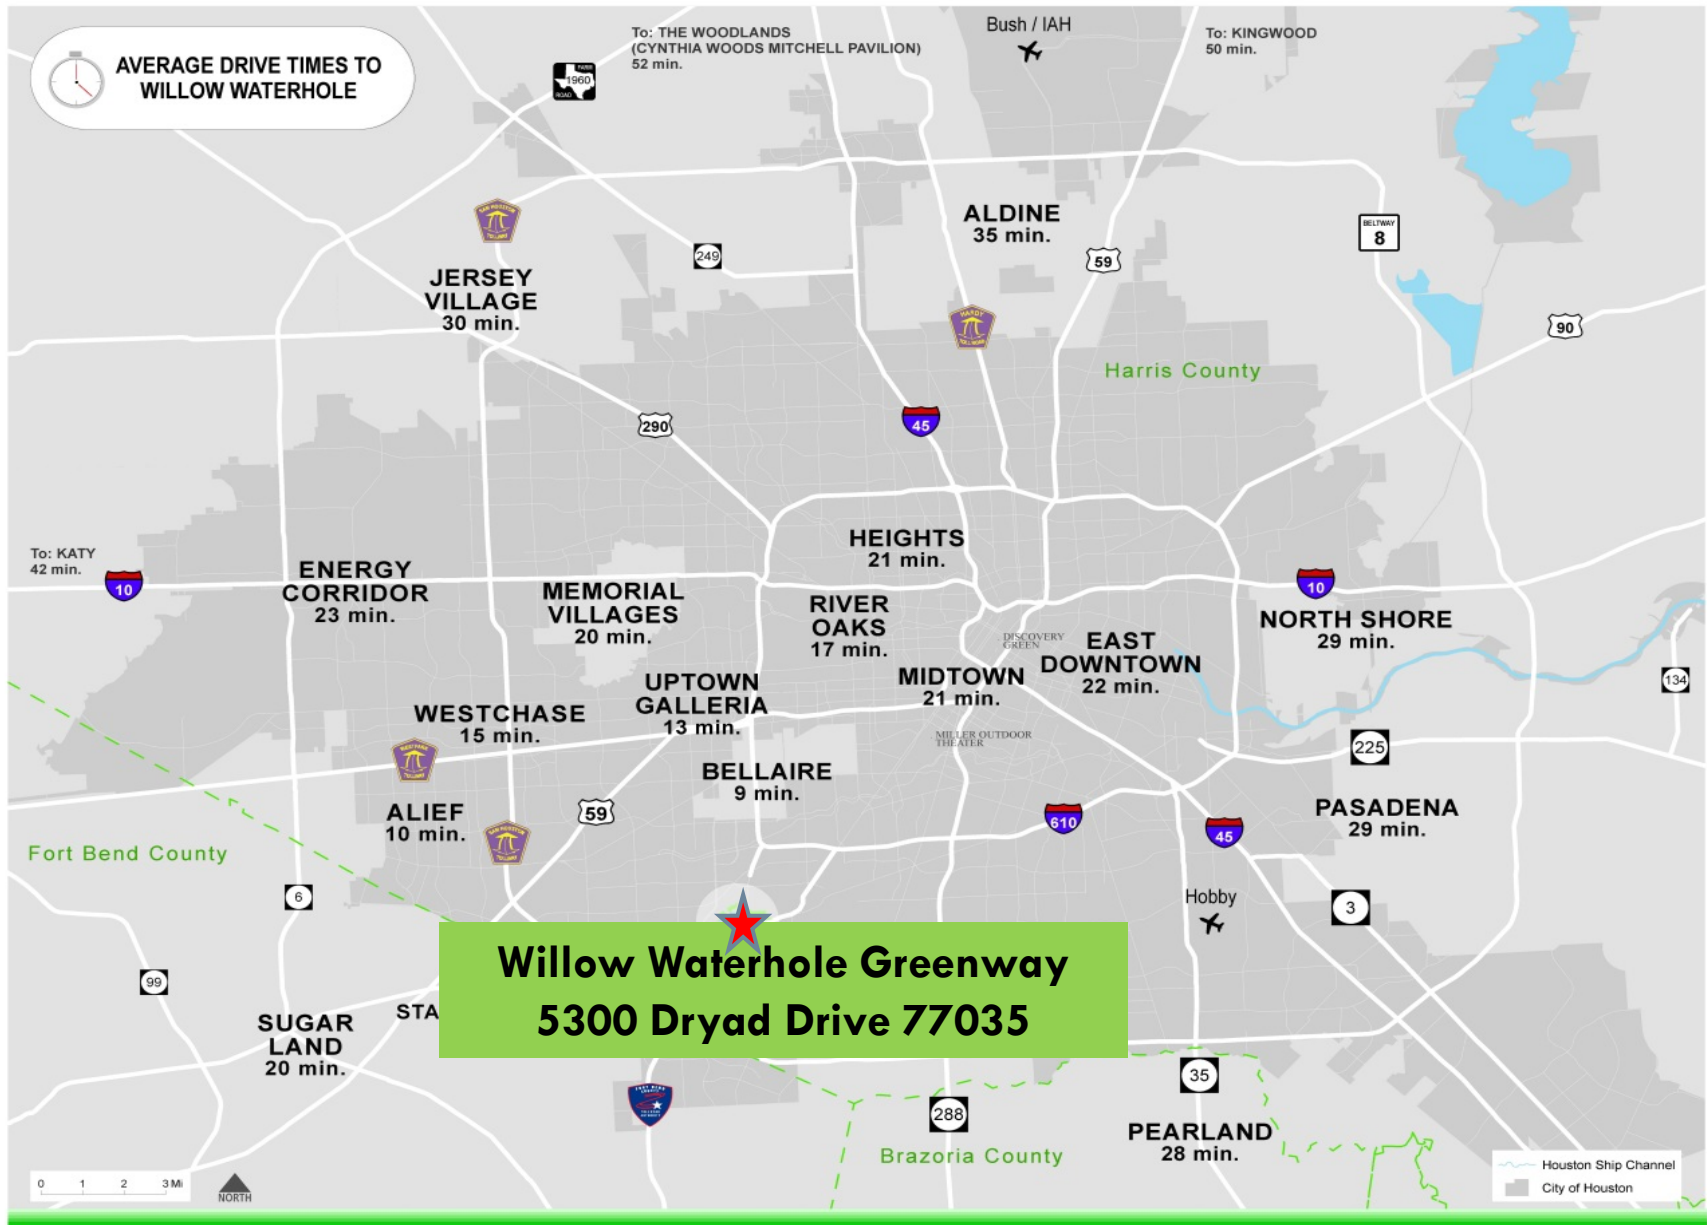 AVERAGE DRIVE TIMES TO
WILLOW WATERHOLE
To: THE WOODLANDS
(CYNTHIA WOODS MITCHELL PAVILION)
52 min.
Bush / IAH
To: KINGWOOD
50 min.
FARM
1960
ROAD
ALDINE
35 min.
BELTWAY
8
249
59
JERSEY
VILLAGE
30 min.
HARDY
90
Harris County
290
45
HEIGHTS
21 min.
To: KATY
42 min.
10
ENERGY
CORRIDOR
23 min.
MEMORIAL
VILLAGES
20 min.
RIVER
OAKS
17 min.
DISCOVERY
GREEN
EAST
DOWNTOWN
22 min.
10
NORTH SHORE
29 min.
134
UPTOWN
GALLERIA
13 min.
MIDTOWN
21 min.
WESTCHASE
15 min.
MILLER OUTDOOR
THEATER
225
BELLAIRE
9 min.
ALIEF
10 min.
59
610
45
PASADENA
29 min.
Fort Bend County
6
Hobby
3
Willow Waterhole Greenway
5300 Dryad Drive 77035
99
STA
SUGAR
LAND
20 min.
35
288
PEARLAND
28 min.
Brazoria County
0 1 2 3 Mi
NORTH
Houston Ship Channel
City of Houston